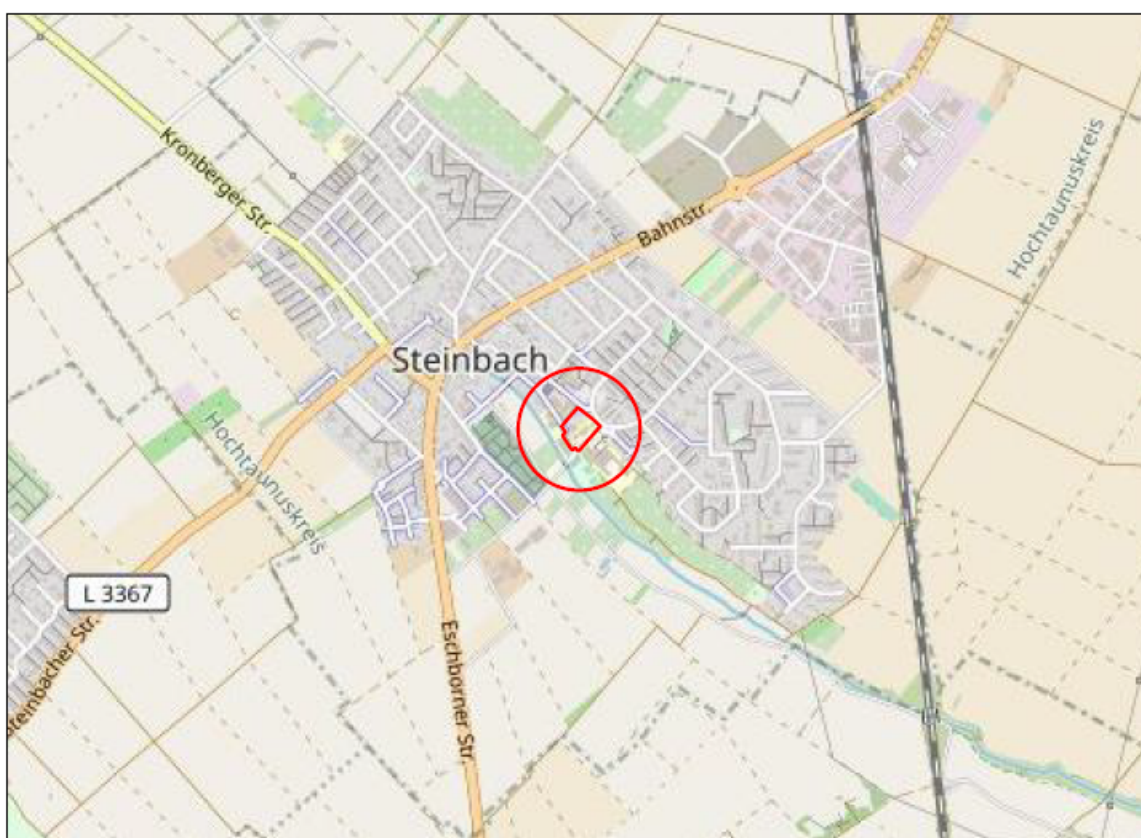 Kronberger Str.
Hochtaunuskreis
Bahnstr.
Steinbach
Hochtaunuskreis
L 3367
Steinbacher Str.
Eschborner Str.